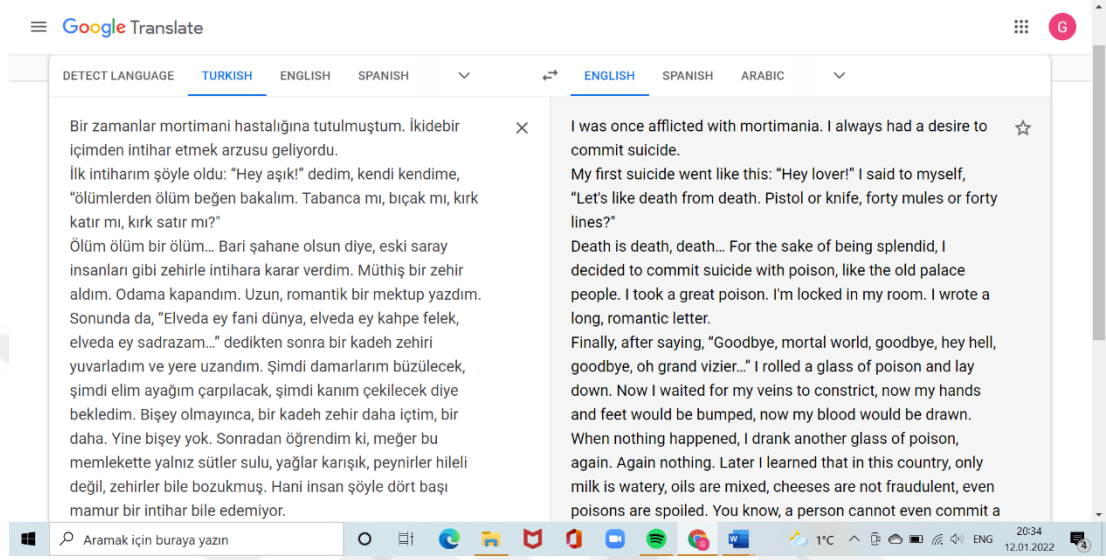 Google Translate
G
DETECT LANGUAGE TURKISH ENGLISH SPANISH
ENGLISH SPANISH ARABIC
Bir zamanlar mortimani hastalığına tutulmuştum. İkidebir
içimden intihar etmek arzusu geliyordu.
İlk intiharım şöyle oldu: “Hey aşık!” dedim, kendi kendime,
“ölümlerden ölüm beğen bakalım. Tabanca mı, bıçak mı, kırk
katır mı, kırk satır mı?"
Ölüm ölüm bir ölüm... Bari şahane olsun diye, eski saray
insanları gibi zehirle intihara karar verdim. Müthiş bir zehir
aldım. Odama kapandım. Uzun, romantik bir mektup yazdım.
Sonunda da, “Elveda ey fani dünya, elveda ey kahpe felek,
elveda ey sadrazam...” dedikten sonra bir kadeh zehiri
yuvarladım ve yere uzandım. Şimdi damarlarım büzülecek,
şimdi elim ayağım çarpılacak, şimdi kanım çekilecek diye
bekledim. Bişey olmayınca, bir kadeh zehir daha içtim, bir
daha. Yine bişey yok. Sonradan öğrendim ki, meğer bu
memlekette yalnız sütler sulu, yağlar karışık, peynirler hileli
değil, zehirler bile bozukmuş. Hani insan şöyle dört başı
mamur bir intihar bile edemiyor.
I was once afflicted with mortimania. I always had a desire to
commit suicide.
My first suicide went like this: “Hey lover!” I said to myself,
“Let's like death from death. Pistol or knife, forty mules or forty
lines?"
Death is death, death... For the sake of being splendid, I
decided to commit suicide with poison, like the old palace
people. I took a great poison. I'm locked in my room. I wrote a
long, romantic letter.
Finally, after saying, “Goodbye, mortal world, goodbye, hey hell,
goodbye, oh grand vizier...” I rolled a glass of poison and lay
down. Now I waited for my veins to constrict, now my hands
and feet would be bumped, now my blood would be drawn.
When nothing happened, I drank another glass of poison,
again. Again nothing. Later I learned that in this country, only
milk is watery, oils are mixed, cheeses are not fraudulent, even
poisons are spoiled. You know, a person cannot even commit a
Aramak için buraya yazın
1°C
ENG
20:34
12.01.2022
4